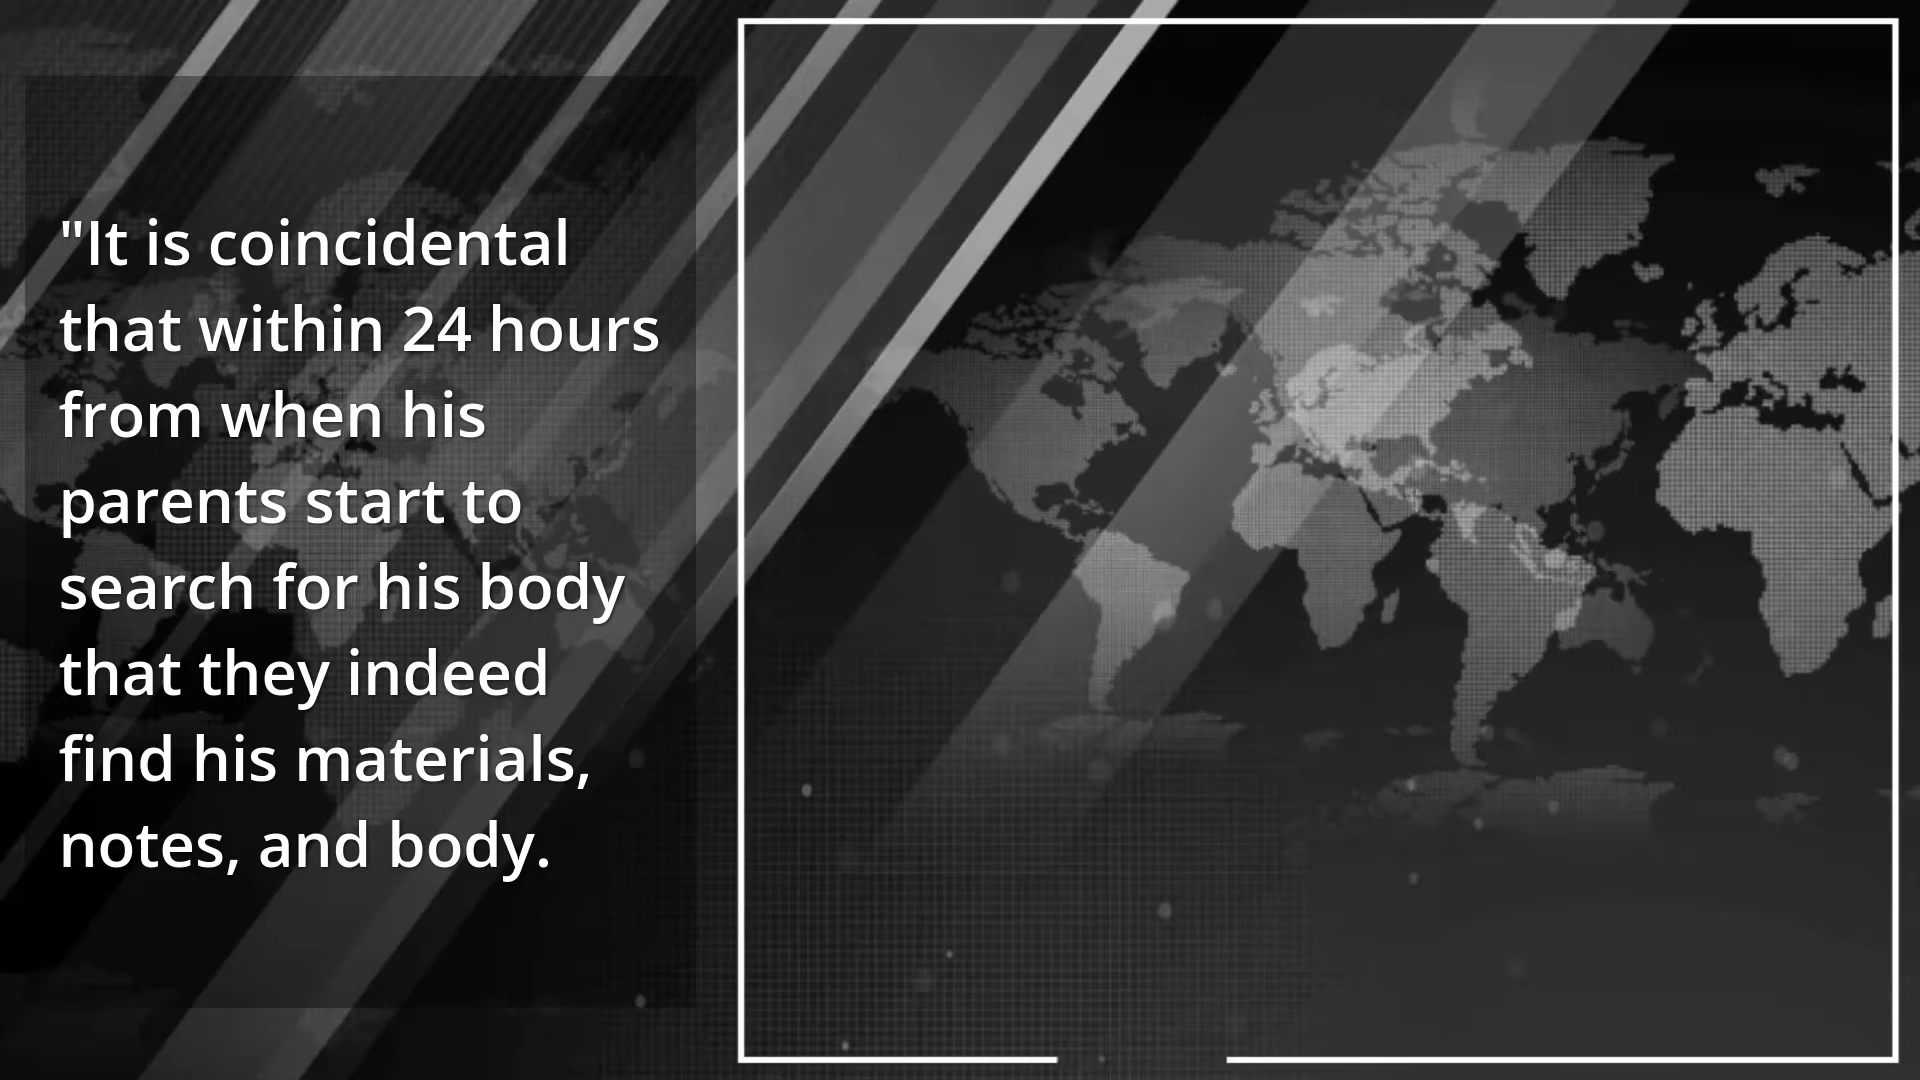 "It is coincidental
that within 24 hours
from when his
parents start to
search for his body
that they indeed
find his materials,
notes, and body.